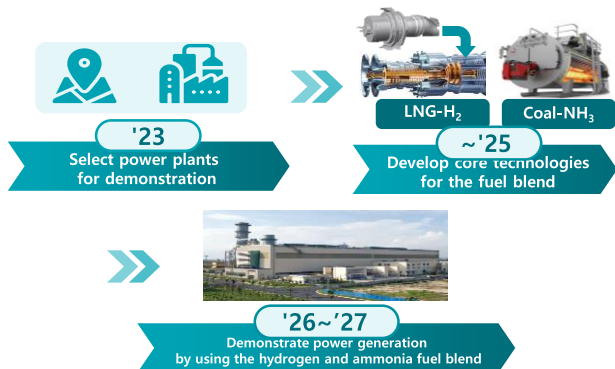 LNG-H₂
Coal-NH₃
'23
Select power plants
for demonstration
~'25
Develop core technologies
for the fuel blend
'26~'27
Demonstrate power generation
by using the hydrogen and ammonia fuel blend